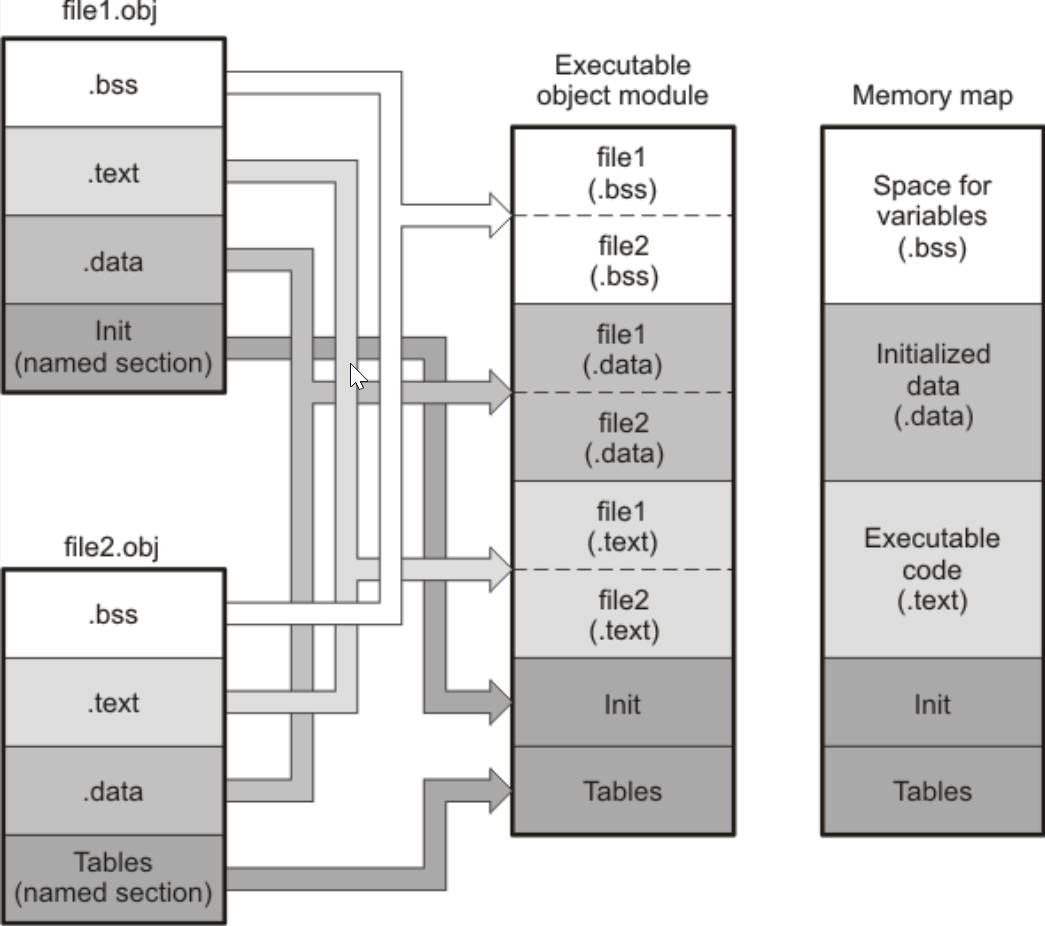 file1.obj
.bss
.text
.data
Init
(named section)
file2.obj
.bss
.text
.data
Tables
(named section)
Executable
object module
file1
(.bss)
file2
(.bss)
file1
(.data)
file2
(.data)
file1
(.text)
file2
(.text)
Init
Tables
Memory map
Space for
variables
(.bss)
Initialized
data
(.data)
Executable
code
(.text)
Init
Tables